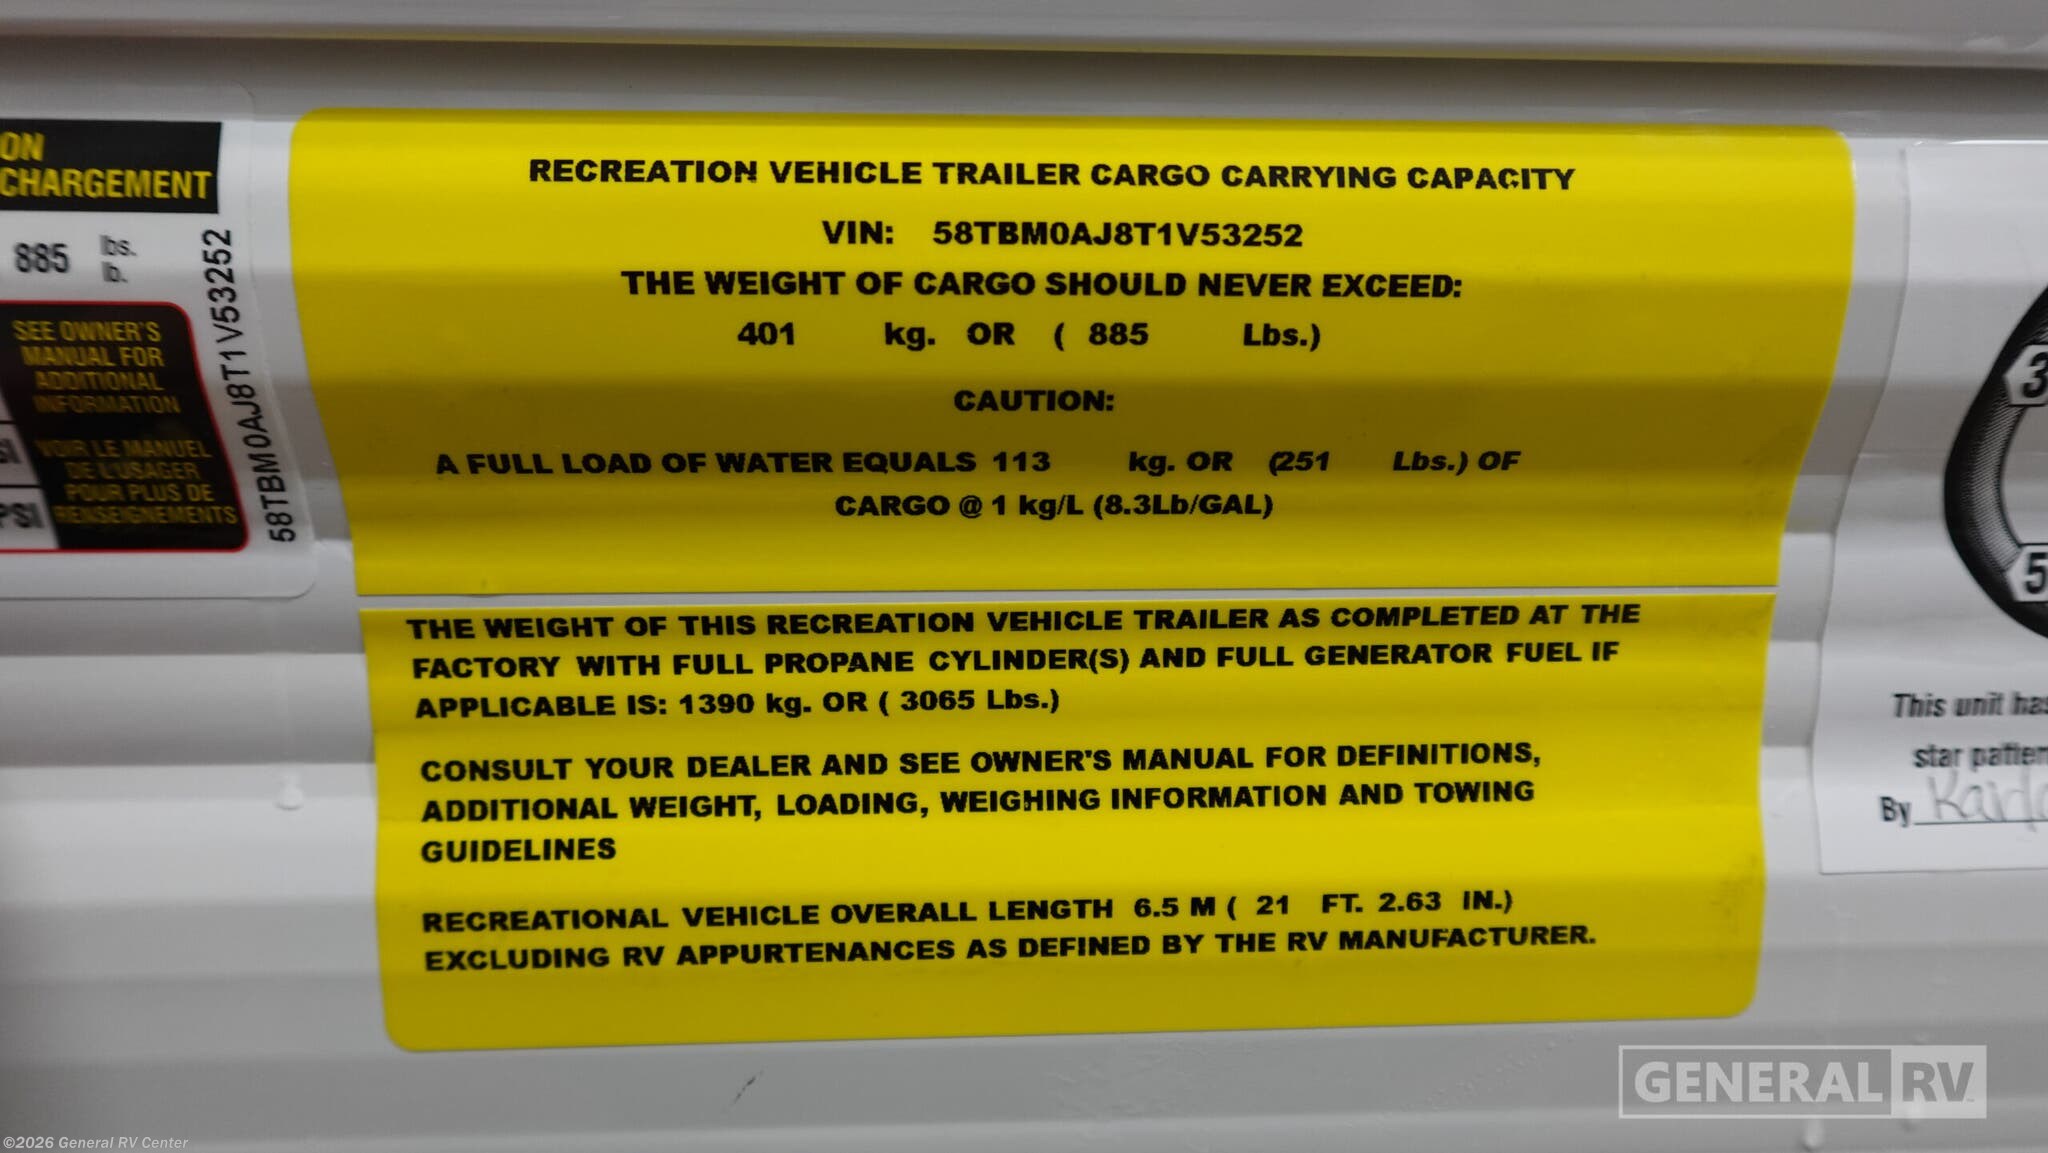 ON
CHARGEMENT
885 lbs.
lb.
SEE OWNER'S
MANUAL FOR
ADDITIONAL
INFORMATION
VOIR LE MANUEL
DE L'USAGER
POUR PLUS DE
RENSEIGNEMENTS
PSI
58TBM0AJ8T1V53252
RECREATION VEHICLE TRAILER CARGO CARRYING CAPACITY
VIN: 58TBM0AJ8T1V53252
THE WEIGHT OF CARGO SHOULD NEVER EXCEED:
401 kg. OR ( 885 Lbs.)
CAUTION:
A FULL LOAD OF WATER EQUALS 113 kg. OR (251 Lbs.) OF
CARGO @ 1 kg/L (8.3Lb/GAL)
THE WEIGHT OF THIS RECREATION VEHICLE TRAILER AS COMPLETED AT THE
FACTORY WITH FULL PROPANE CYLINDER(S) AND FULL GENERATOR FUEL IF
APPLICABLE IS: 1390 kg. OR ( 3065 Lbs.)
CONSULT YOUR DEALER AND SEE OWNER'S MANUAL FOR DEFINITIONS,
ADDITIONAL WEIGHT, LOADING, WEIGHING INFORMATION AND TOWING
GUIDELINES
RECREATIONAL VEHICLE OVERALL LENGTH 6.5 M ( 21 FT. 2.63 IN.)
EXCLUDING RV APPURTENANCES AS DEFINED BY THE RV MANUFACTURER.
3
5
This unit has
star patter
By
GENERAL RV
©2026 General RV Center